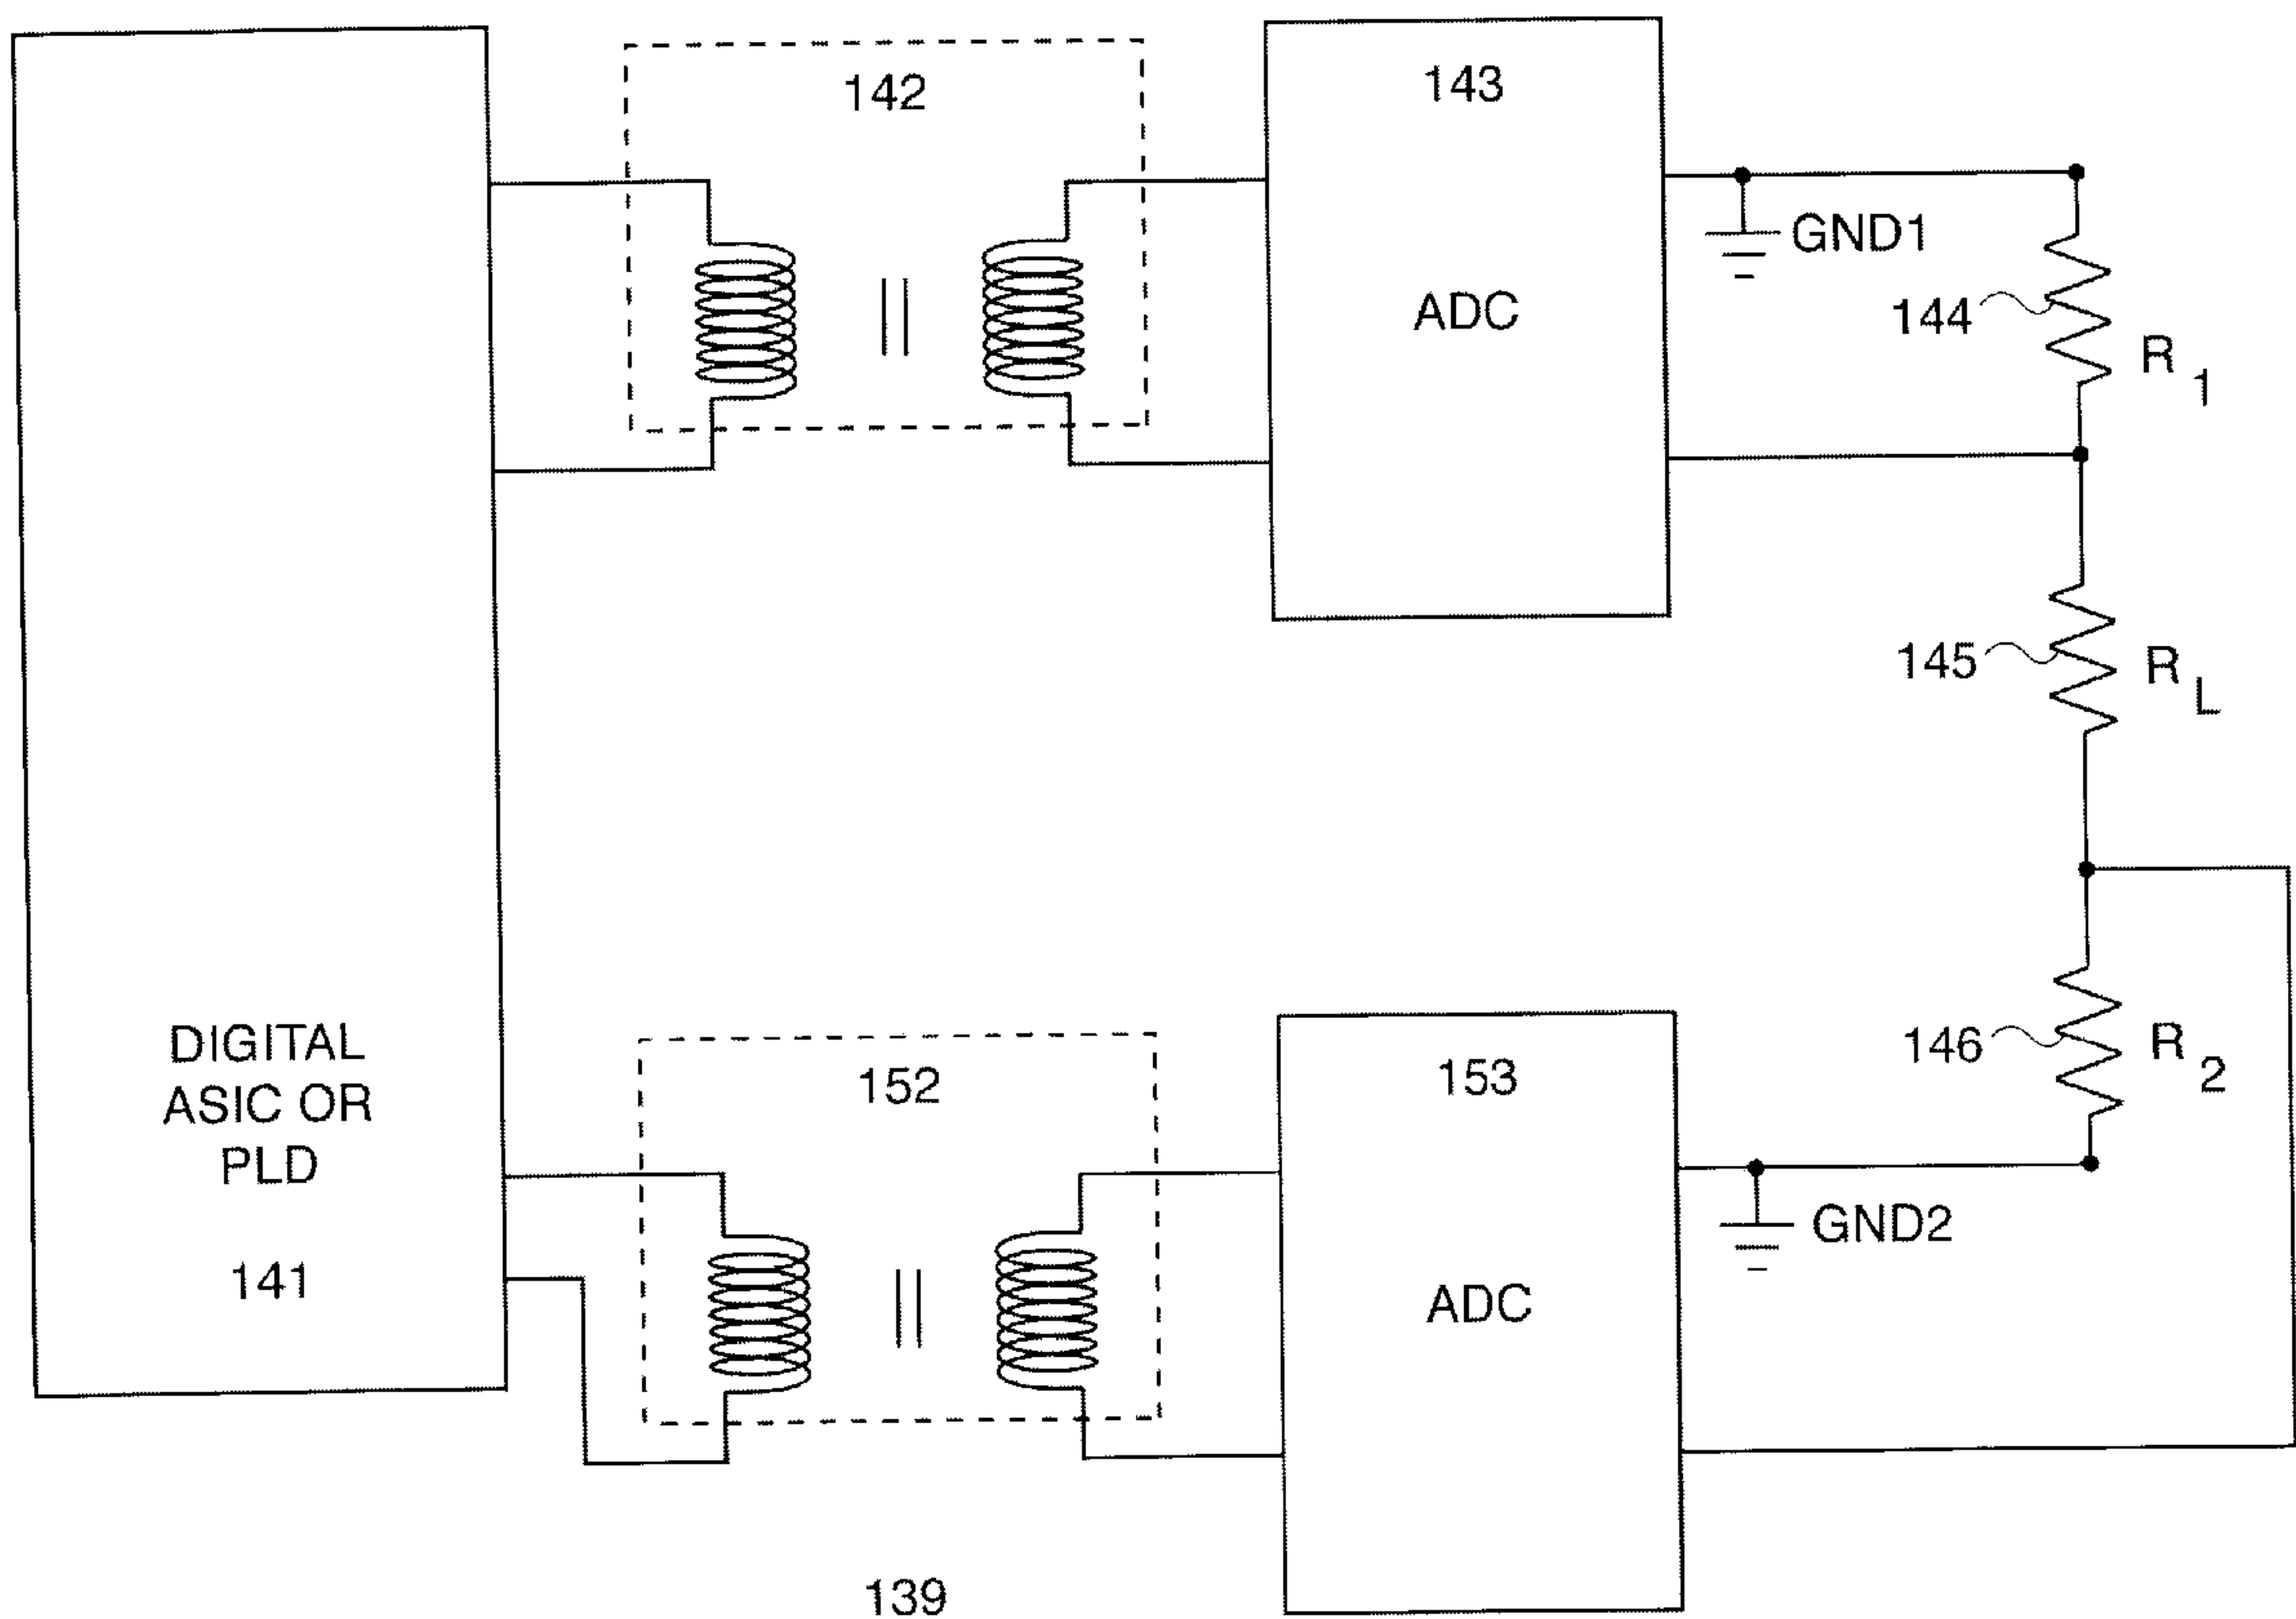 142
143
GND1
ADC
144
R 1
145
R L
DIGITAL
ASIC OR
PLD
141
152
153
146
R 2
GND2
ADC
139